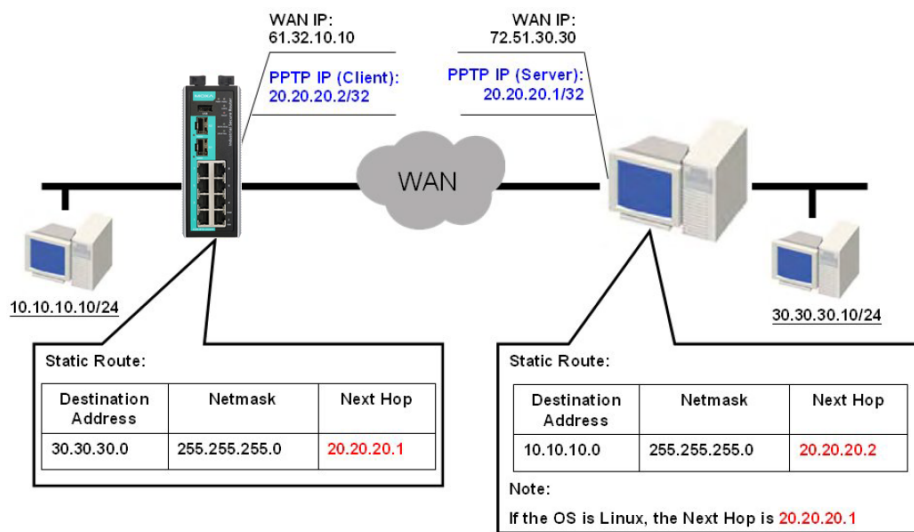 WAN IP:
61.32.10.10
PPTP IP (Client):
20.20.20.2/32
WAN IP:
72.51.30.30
PPTP IP (Server):
20.20.20.1/32
WAN
10.10.10.10/24
30.30.30.10/24
Static Route:
Destination Address Netmask Next Hop
30.30.30.0 255.255.255.0 20.20.20.1
Static Route:
Destination Address Netmask Next Hop
10.10.10.0 255.255.255.0 20.20.20.2
Note:
If the OS is Linux, the Next Hop is 20.20.20.1